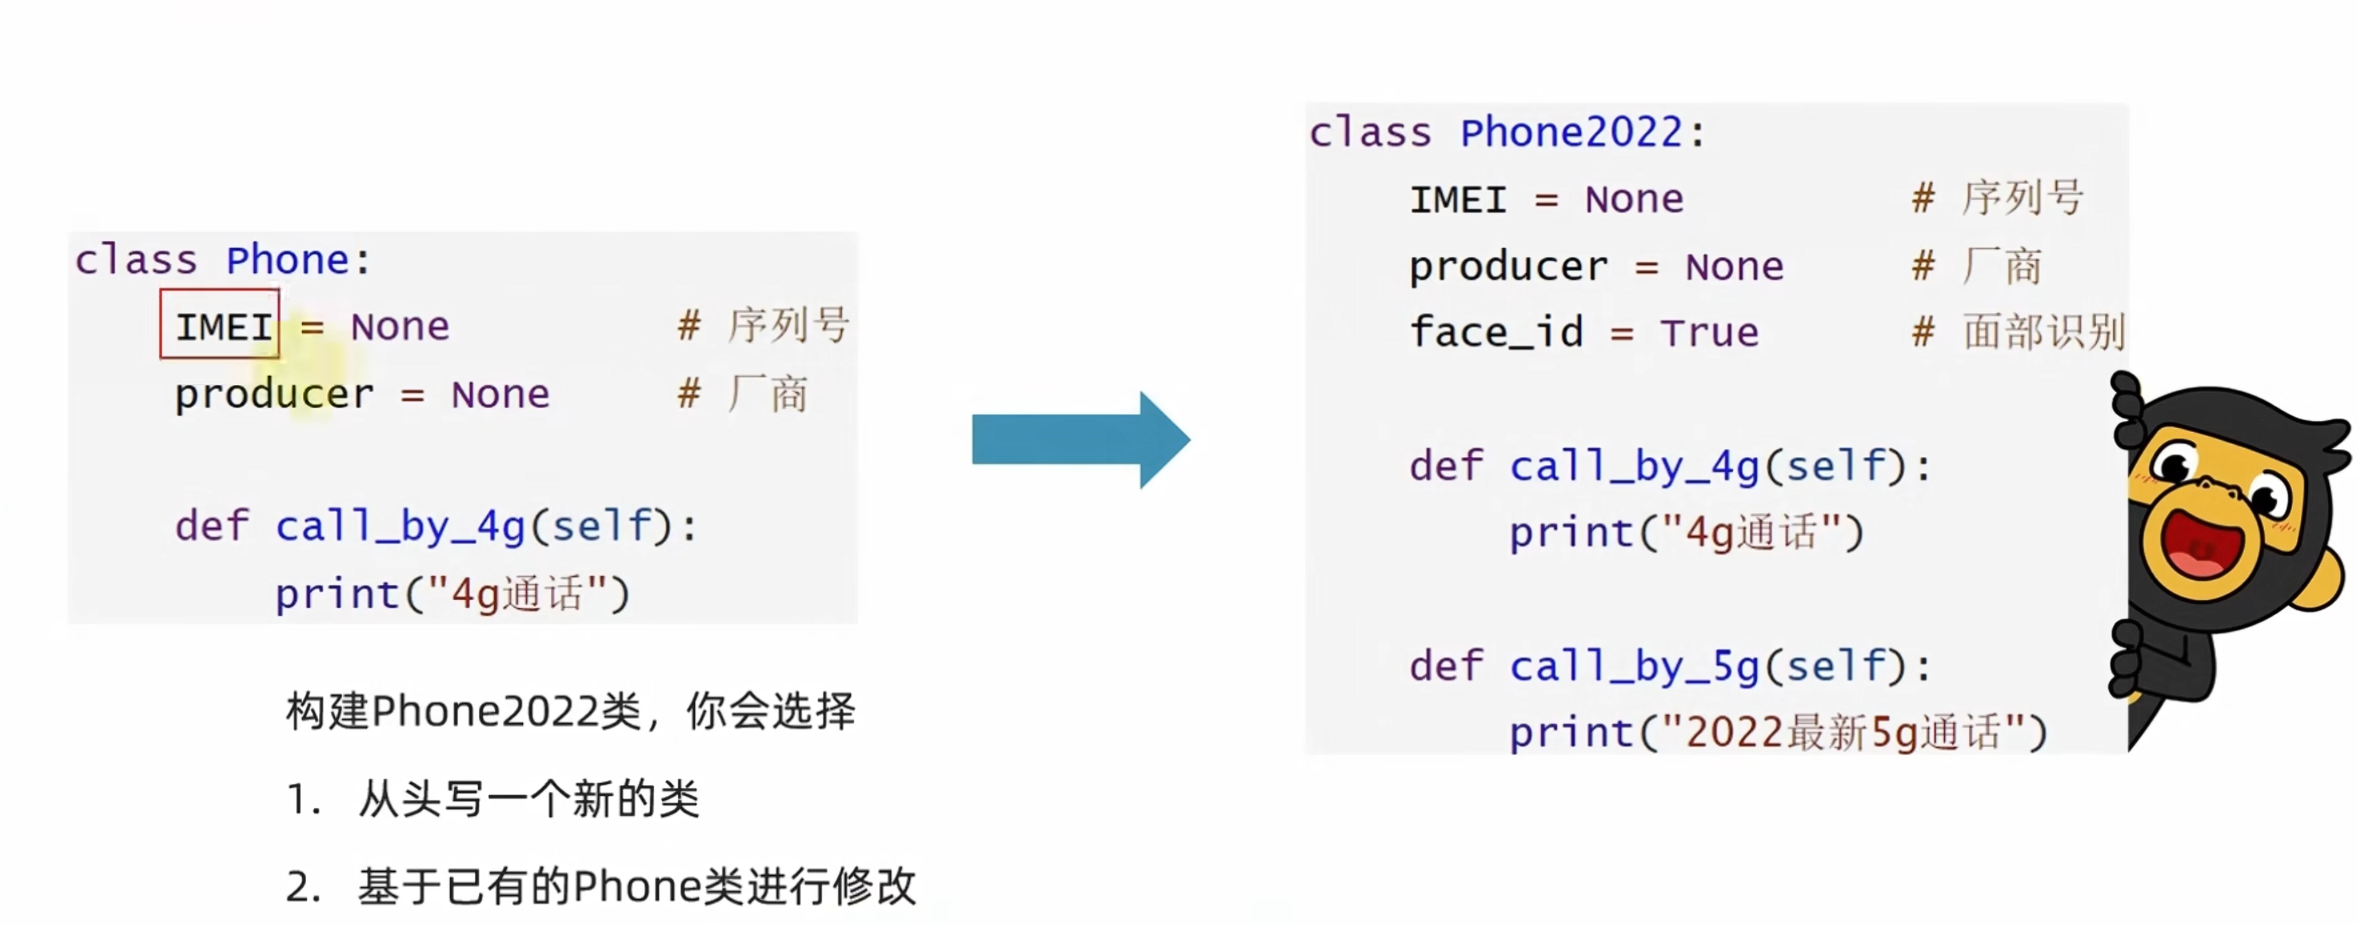 class Phone:
IMEI = None # 序列号
producer = None # 厂商
def call_by_4g(self):
print("4g通话")
构建Phone2022类，你会选择
1. 从头写一个新的类
2. 基于已有的Phone类进行修改
class Phone2022:
IMEI = None # 序列号
producer = None # 厂商
face_id = True # 面部识别
def call_by_4g(self):
print("4g通话")
def call_by_5g(self):
print("2022最新5g通话")